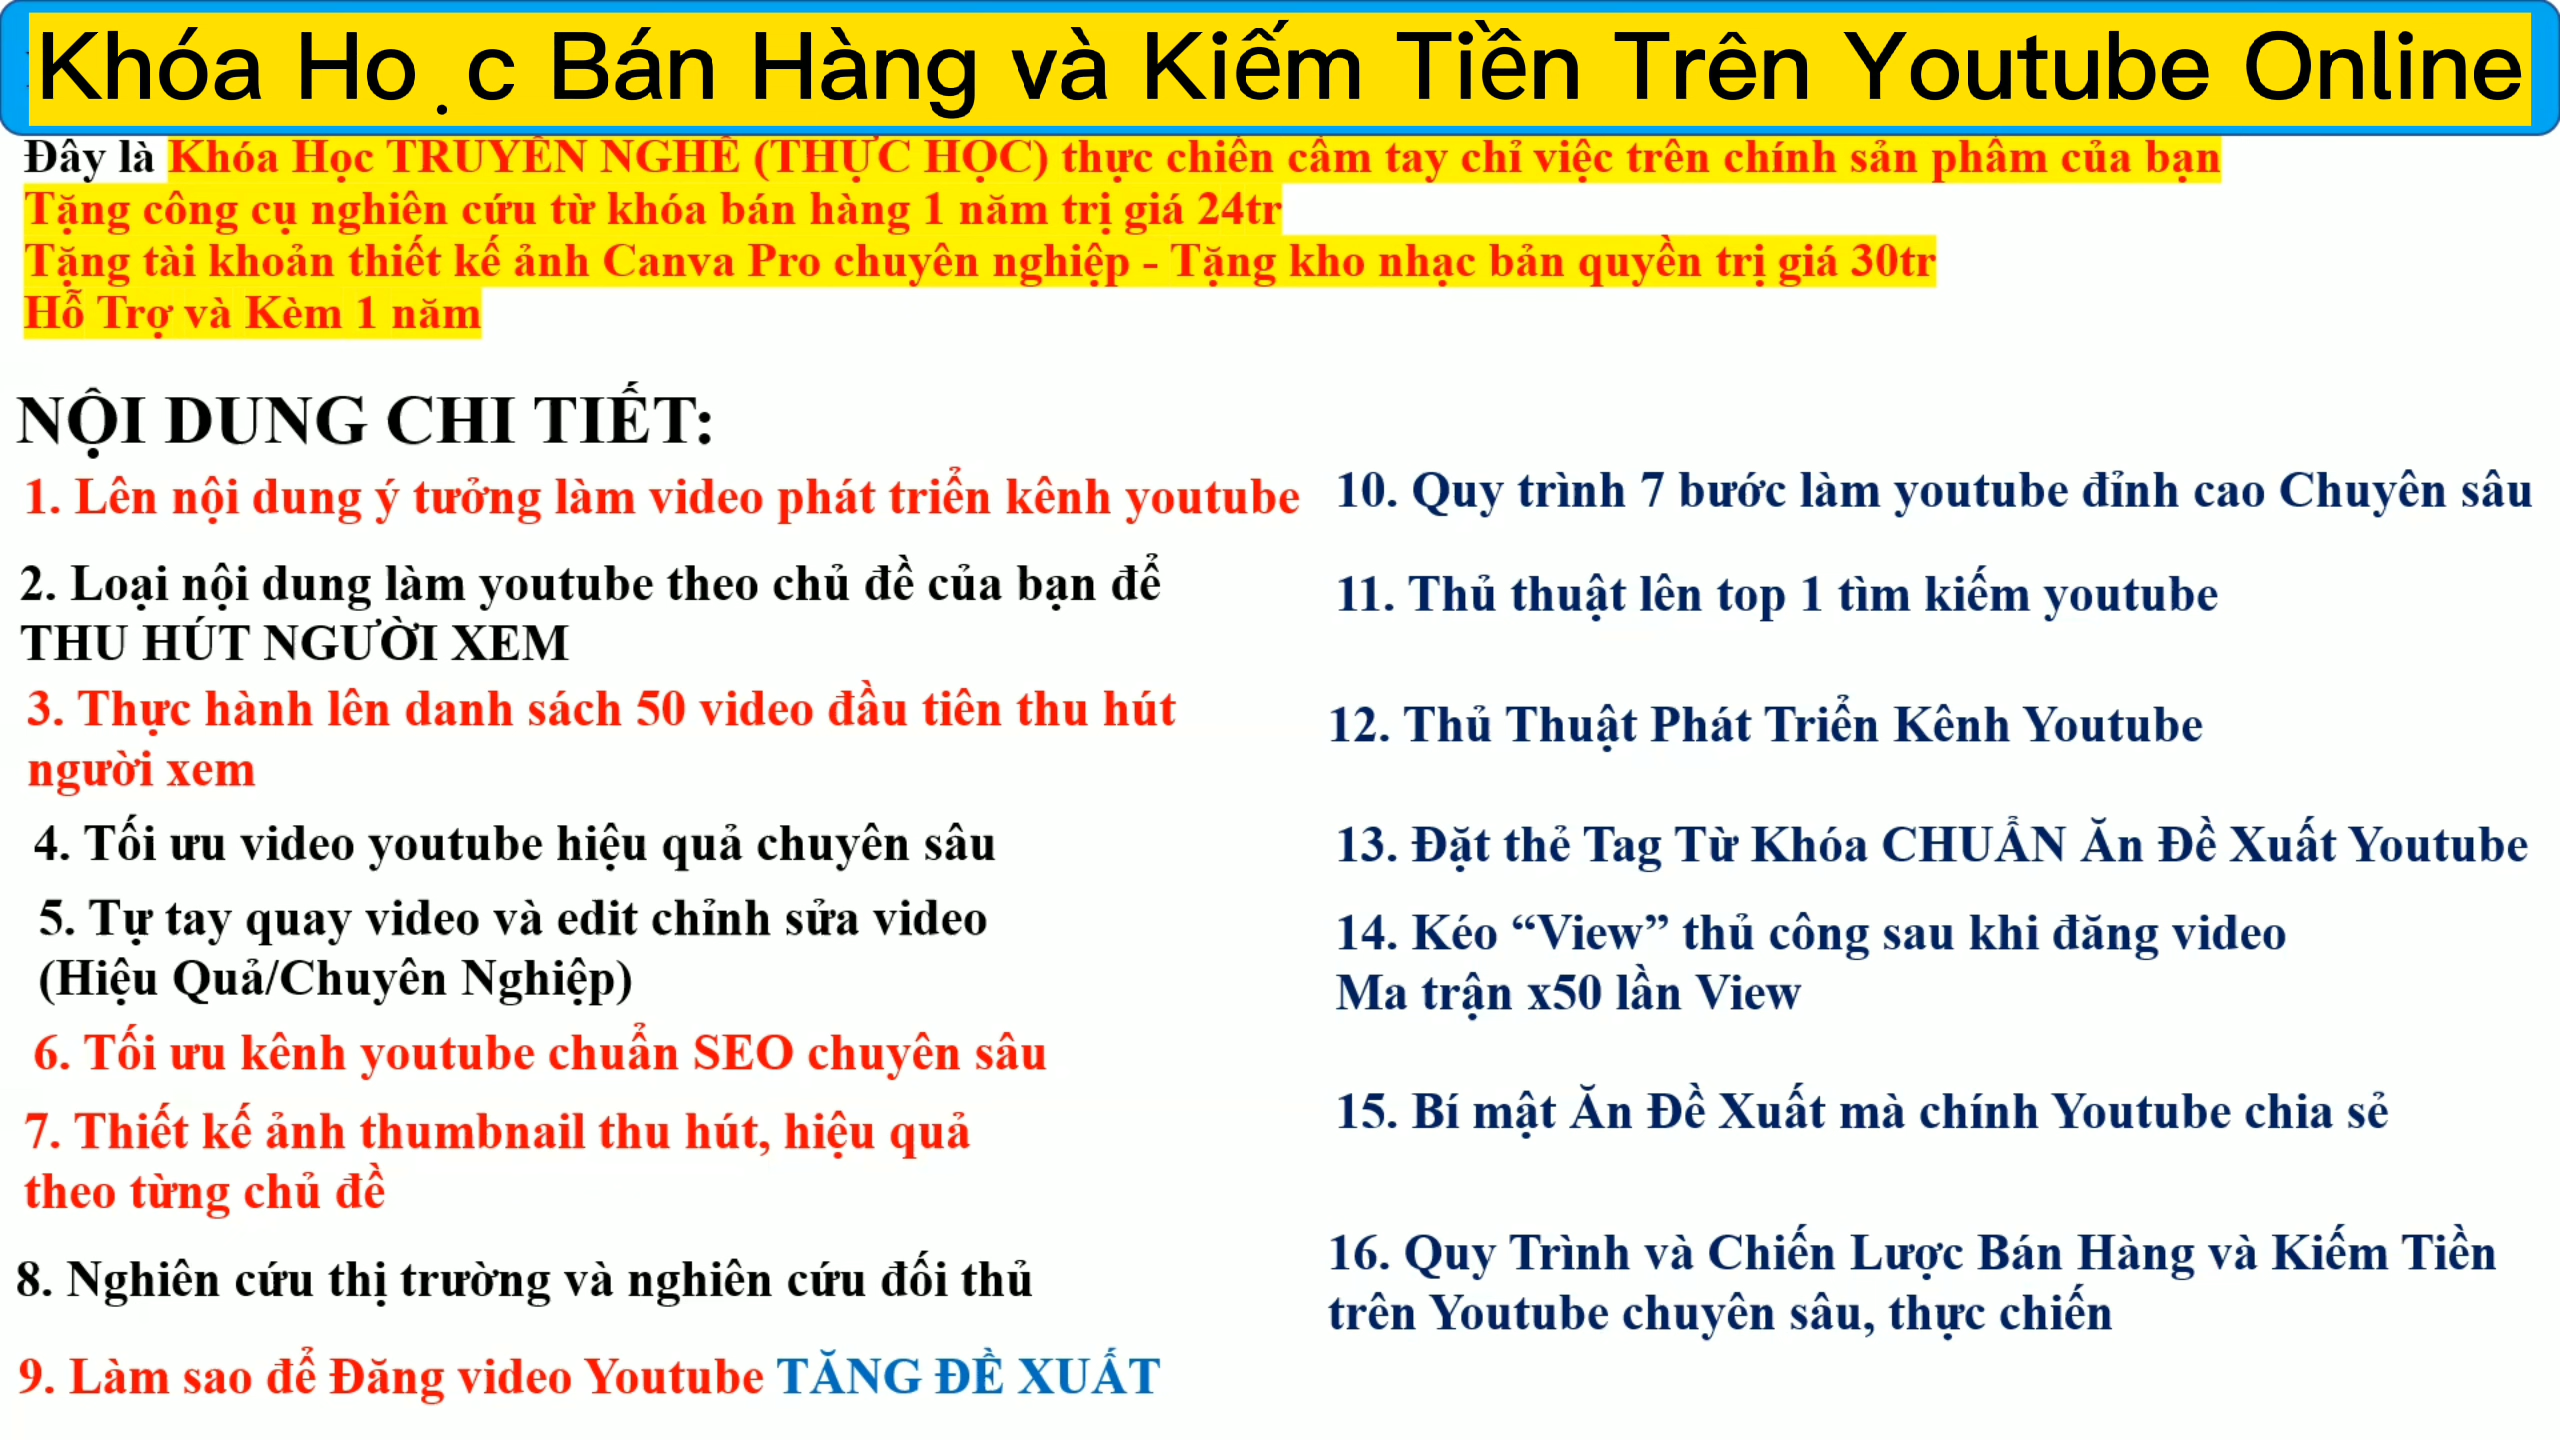 Khóa Học Bán Hàng và Kiếm Tiền Trên Youtube Online
Đây là Khóa Học TRUYỀN NGHỀ (THỰC HỌC) thực chiến cầm tay chỉ việc trên chính sản phẩm của bạn
Tặng công cụ nghiên cứu từ khóa bán hàng 1 năm trị giá 24tr
Tặng tài khoản thiết kế ảnh Canva Pro chuyên nghiệp - Tặng kho nhạc bản quyền trị giá 30tr
Hỗ Trợ và Kèm 1 năm
NỘI DUNG CHI TIẾT:
1. Lên nội dung ý tưởng làm video phát triển kênh youtube
2. Loại nội dung làm youtube theo chủ đề của bạn để
THU HÚT NGƯỜI XEM
3. Thực hành lên danh sách 50 video đầu tiên thu hút
người xem
4. Tối ưu video youtube hiệu quả chuyên sâu
5. Tự tay quay video và edit chỉnh sửa video
(Hiệu Quả/Chuyên Nghiệp)
6. Tối ưu kênh youtube chuẩn SEO chuyên sâu
7. Thiết kế ảnh thumbnail thu hút, hiệu quả
theo từng chủ đề
8. Nghiên cứu thị trường và nghiên cứu đối thủ
9. Làm sao để Đăng video Youtube TĂNG ĐỀ XUẤT
10. Quy trình 7 bước làm youtube đỉnh cao Chuyên sâu
11. Thủ thuật lên top 1 tìm kiếm youtube
12. Thủ Thuật Phát Triển Kênh Youtube
13. Đặt thẻ Tag Từ Khóa CHUẨN Ăn Đề Xuất Youtube
14. Kéo “View” thủ công sau khi đăng video
Ma trận x50 lần View
15. Bí mật Ăn Đề Xuất mà chính Youtube chia sẻ
16. Quy Trình và Chiến Lược Bán Hàng và Kiếm Tiền
trên Youtube chuyên sâu, thực chiến